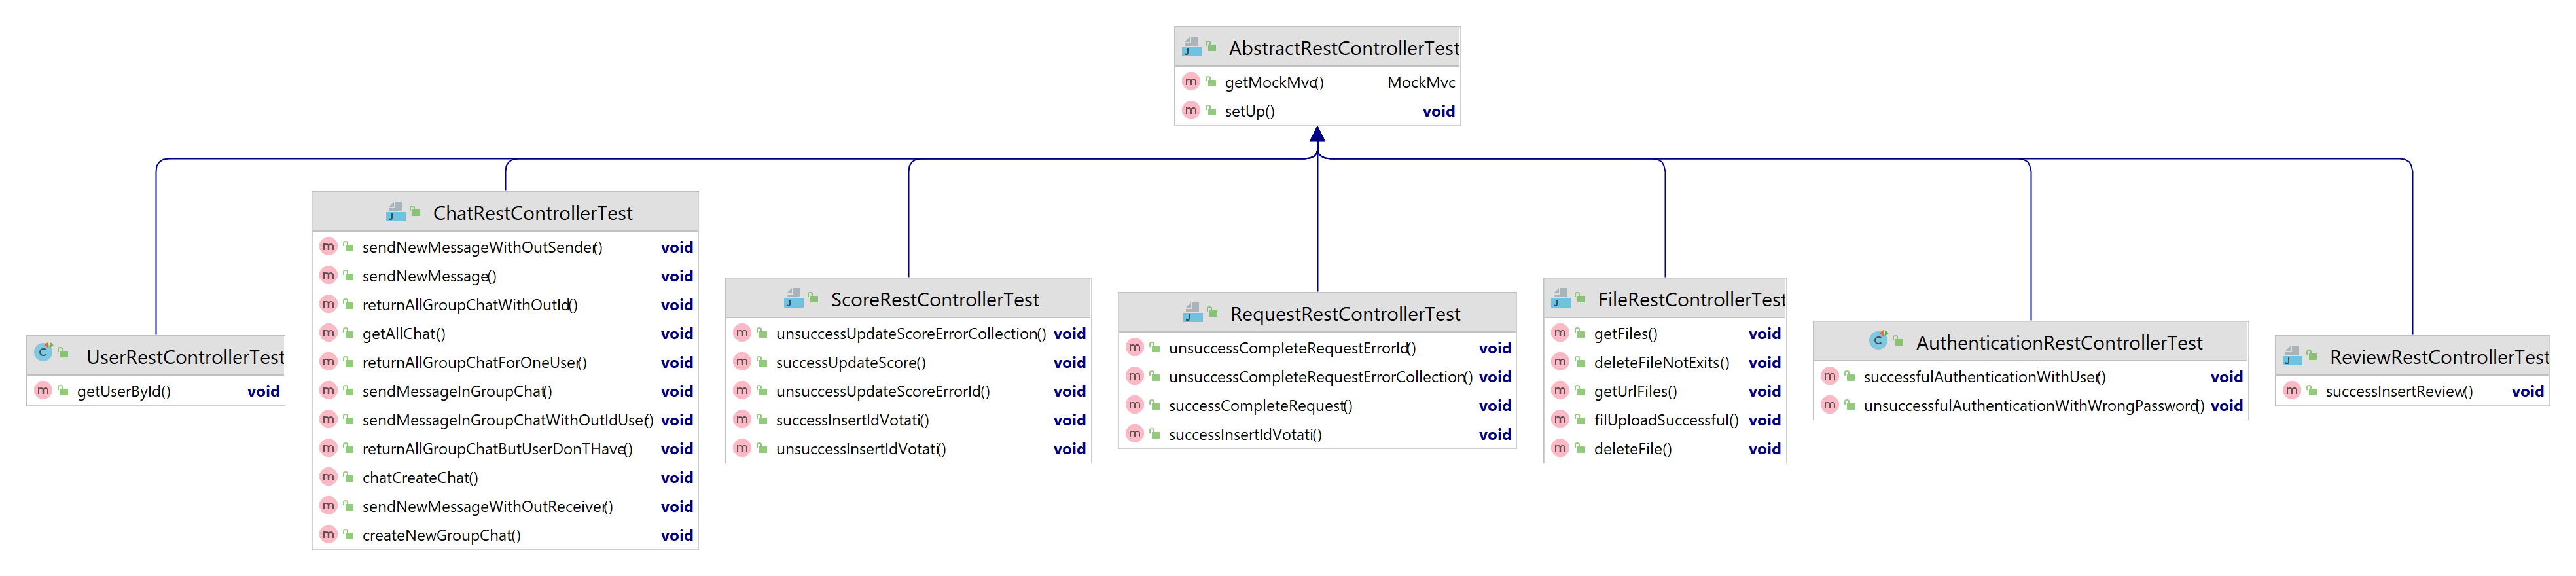 AbstractRestControllerTest
getMockMvc() MockMvc
setUp() void
UserRestControllerTest
getUserById() void
ChatRestControllerTest
sendNewMessageWithOutSender() void
sendNewMessage() void
returnAllGroupChatWithOutId() void
getAllChat() void
returnAllGroupChatForOneUser() void
sendMessageInGroupChat() void
sendMessageInGroupChatWithOutIdUser() void
returnAllGroupChatButUserDonTHave() void
chatCreateChat() void
sendNewMessageWithOutReceiver() void
createNewGroupChat() void
ScoreRestControllerTest
unsuccessUpdateScoreErrorCollection() void
successUpdateScore() void
unsuccessUpdateScoreErrorId() void
successInsertIdVotati() void
unsuccessInsertIdVotati() void
RequestRestControllerTest
unsuccessCompleteRequestErrorId() void
unsuccessCompleteRequestErrorCollection() void
successCompleteRequest() void
successInsertIdVotati() void
FileRestControllerTest
getFiles() void
deleteFileNotExits() void
getUrlFiles() void
filUploadSuccessful() void
deleteFile() void
AuthenticationRestControllerTest
successfulAuthenticationWithUser() void
unsuccessfulAuthenticationWithWrongPassword() void
ReviewRestControllerTest
successInsertReview() void